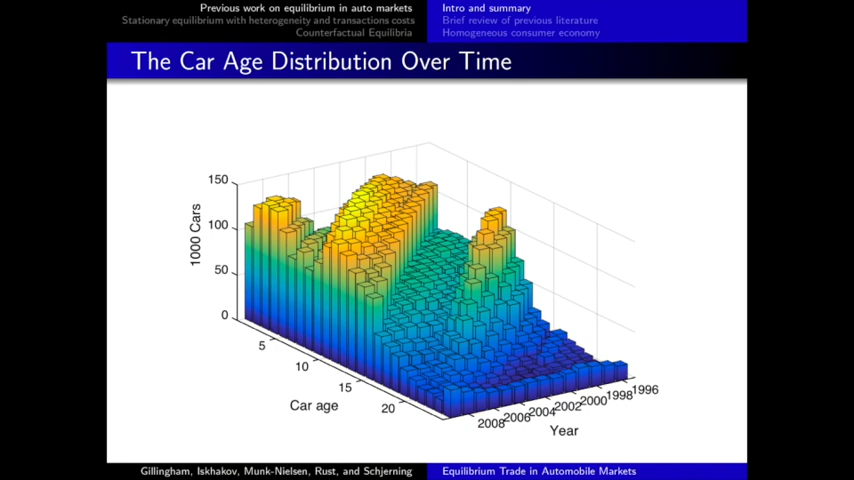 Previous work on equilibrium in auto markets
Stationary equilibrium with heterogeneity and transactions costs
Counterfactual Equilibria
Intro and summary
Brief review of previous literature
Homogeneous consumer economy
The Car Age Distribution Over Time
150
100
50
0
1000 Cars
5
10
15
20
Car age
2008
2006
2004
2002
2000
1998
1996
Year
Gillingham, Iskhakov, Munk-Nielsen, Rust, and Schjerning
Equilibrium Trade in Automobile Markets